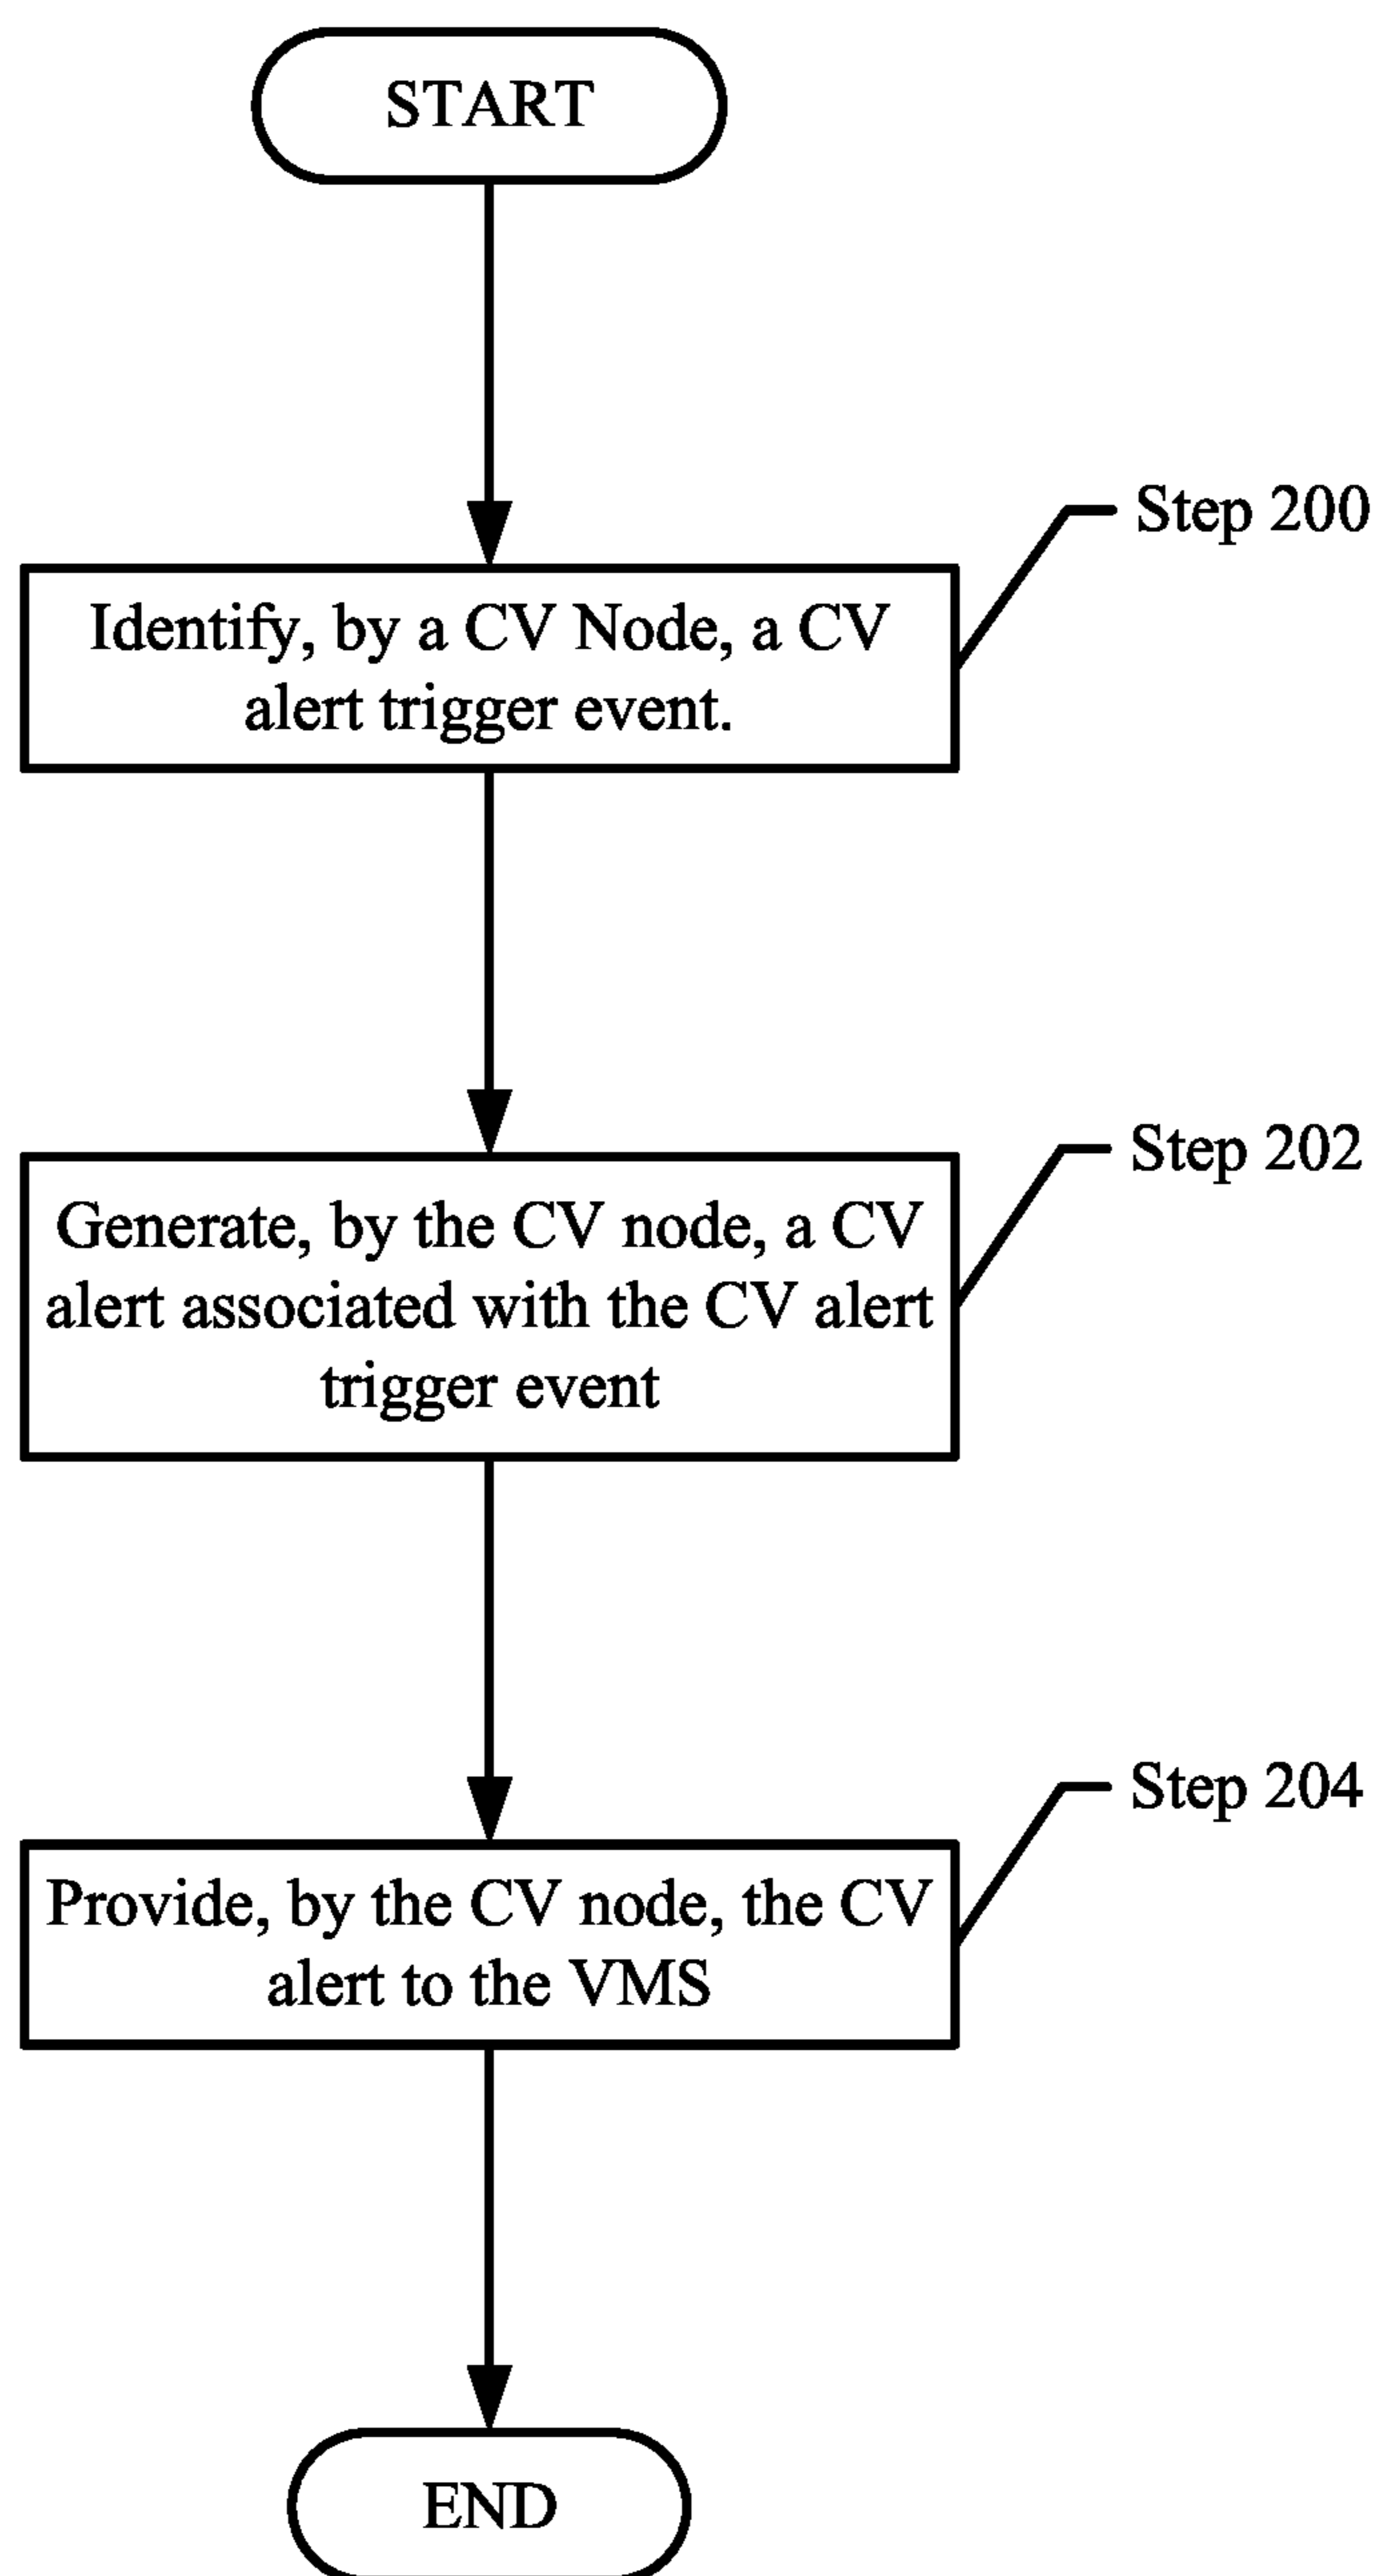 START
Step 200
Identify, by a CV Node, a CV
alert trigger event.
Step 202
Generate, by the CV node, a CV
alert associated with the CV alert
trigger event
Step 204
Provide, by the CV node, the CV
alert to the VMS
END